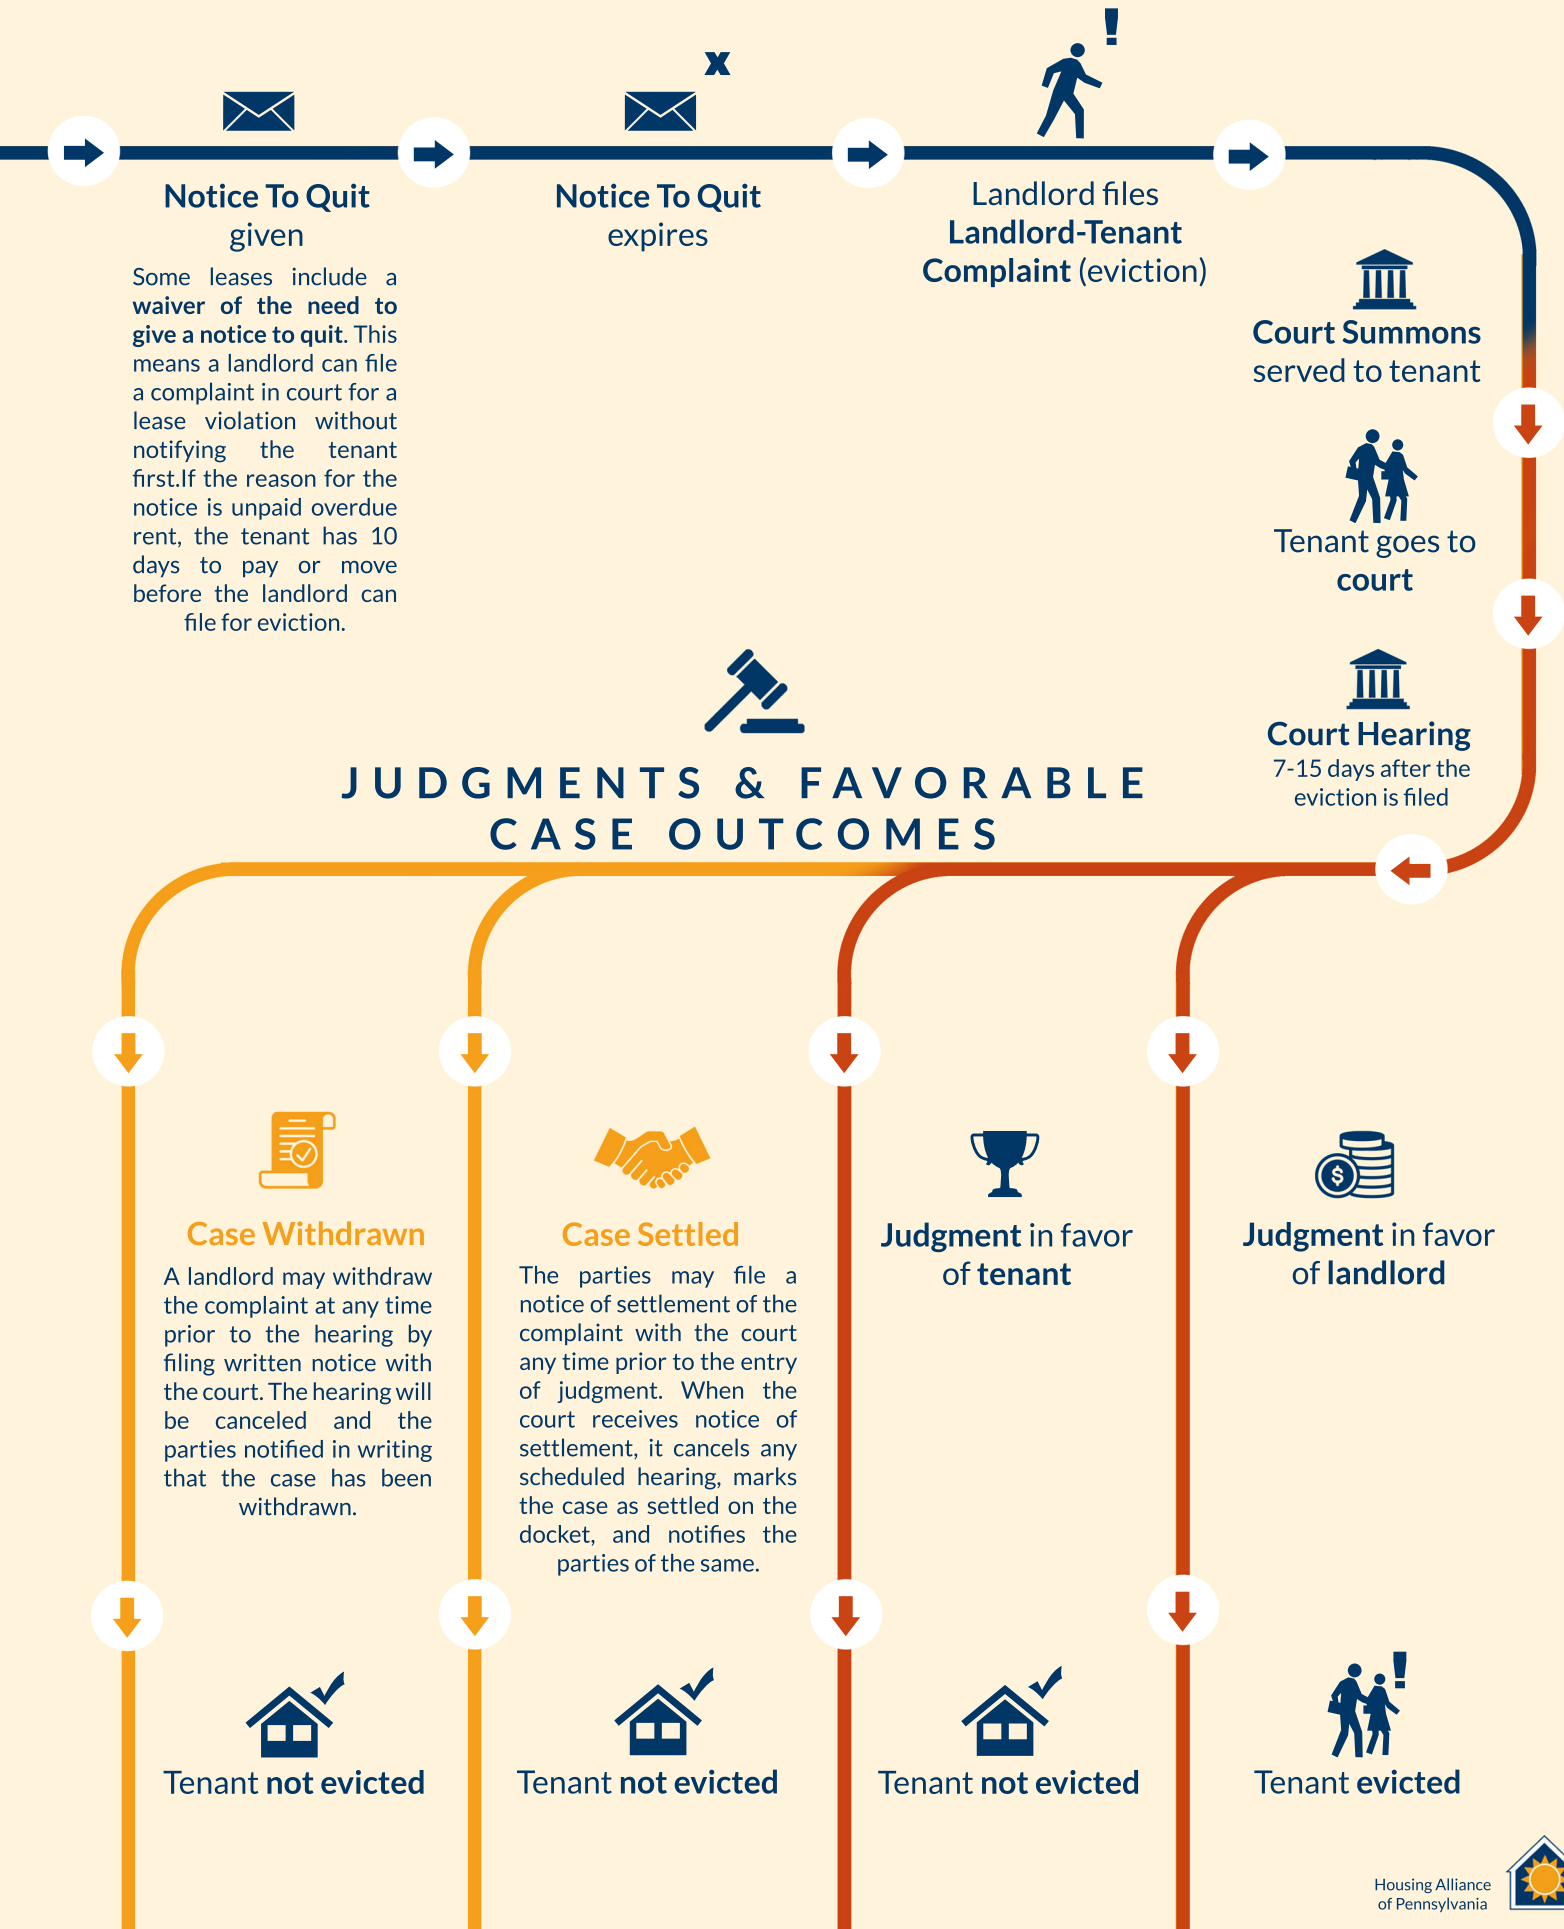 x
!
Notice To Quit
given
Some leases include a
waiver of the need to
give a notice to quit. This
means a landlord can file
a complaint in court for a
lease violation without
notifying the tenant
first.If the reason for the
notice is unpaid overdue
rent, the tenant has 10
days to pay or move
before the landlord can
file for eviction.
Notice To Quit
expires
Landlord files
Landlord-Tenant
Complaint (eviction)
Court Summons
served to tenant
Tenant goes to
court
Court Hearing
7-15 days after the
eviction is filed
JUDGMENTS & FAVORABLE
CASE OUTCOMES
Case Withdrawn
A landlord may withdraw
the complaint at any time
prior to the hearing by
filing written notice with
the court. The hearing will
be canceled and the
parties notified in writing
that the case has been
withdrawn.
Case Settled
The parties may file a
notice of settlement of the
complaint with the court
any time prior to the entry
of judgment. When the
court receives notice of
settlement, it cancels any
scheduled hearing, marks
the case as settled on the
docket, and notifies the
parties of the same.
Judgment in favor
of tenant
$
Judgment in favor
of landlord
Tenant not evicted
Tenant not evicted
Tenant not evicted
!
Tenant evicted
Housing Alliance
of Pennsylvania